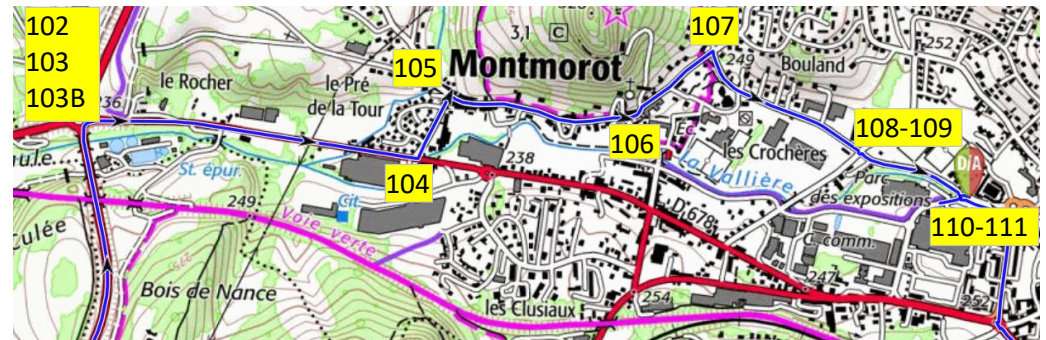 102
103
103B
236
le Rocher
le Pré
de la Tour
105
3,1 C
Montmorot
107
249
Bouland
252
108-109
106
Ec.
les Crochères
La Vallière
Parc
des expositions
D/A
110-111
St. épur.
104
238
Cit.
249
Voie verte
D 678
C. comm.
247
252
254
275
Bois de Nance
les Clusiaux